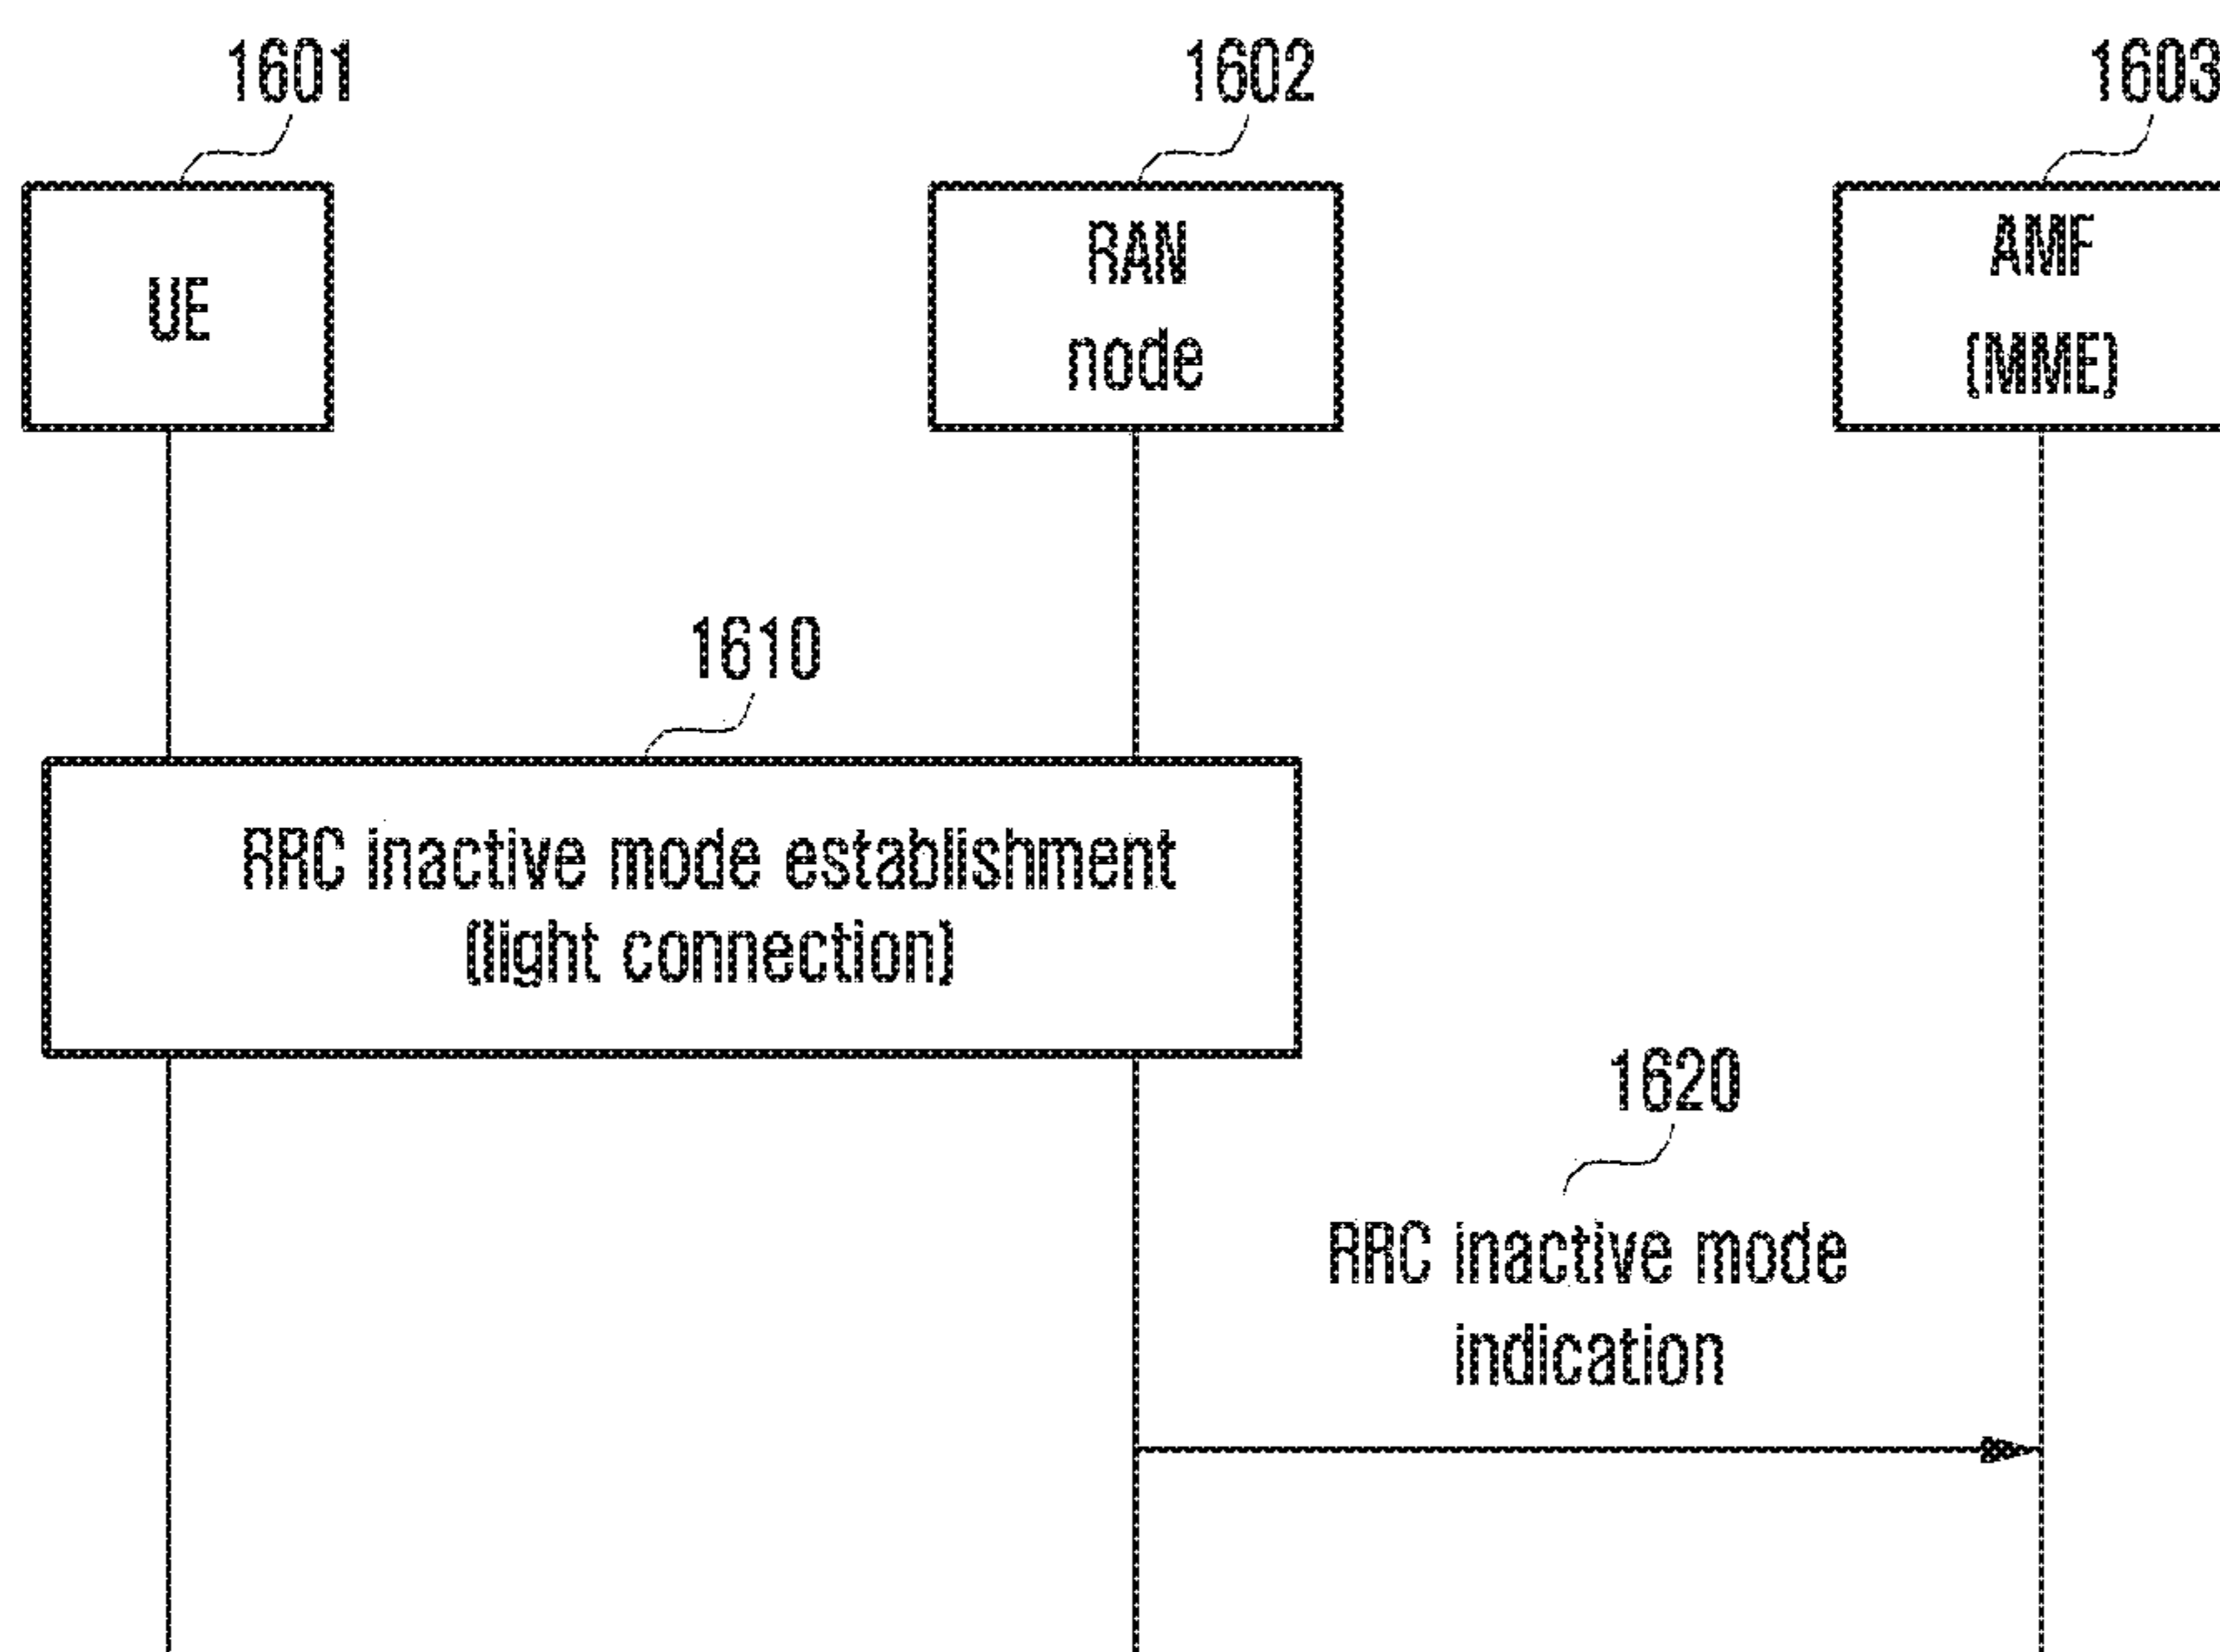 1601
1602
1603
UE
RAN
node
AMF
(MME)
1610
RRC inactive mode establishment
(light connection)
1620
RRC inactive mode
indication